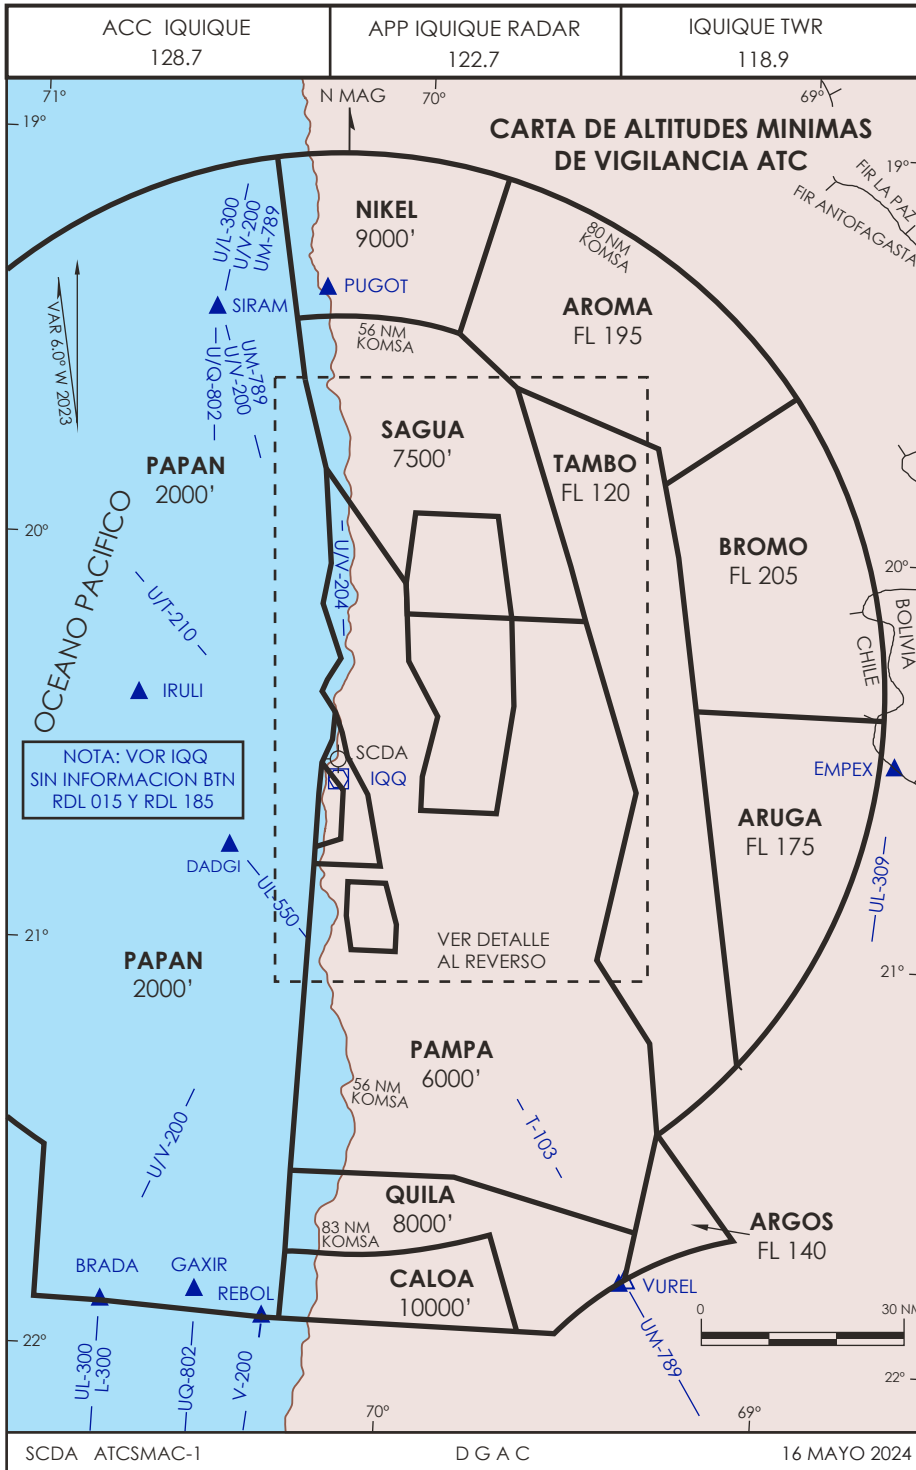 ACC IQUIQUE
128.7
APP IQUIQUE RADAR
122.7
IQUIQUE TWR
118.9
71°
N MAG
70°
69°
19°
CARTA DE ALTITUDES MINIMAS
DE VIGILANCIA ATC
19°
FIR LA PAZ
FIR ANTOFAGASTA
NIKEL
9000'
80 NM
KOMSA
U/L-300
U/V-200
UM-789
PUGOT
SIRAM
AROMA
FL 195
VAR 6.0° W 2023
56 NM
KOMSA
UM-789
U/V-200
U/Q-802
SAGUA
7500'
TAMBO
FL 120
PAPAN
2000'
OCEANO PACIFICO
20°
U/V-204
BROMO
FL 205
20°
U/T-210
BOLIVIA
CHILE
IRULI
NOTA: VOR IQQ
SIN INFORMACION BTN
RDL 015 Y RDL 185
SCDA
IQQ
EMPEX
ARUGA
FL 175
DADGI
UL-550
UL-309
21°
VER DETALLE
AL REVERSO
PAPAN
2000'
21°
PAMPA
6000'
56 NM
KOMSA
U/V-200
T-103
QUILA
8000'
83 NM
KOMSA
ARGOS
FL 140
BRADA
GAXIR
REBOL
CALOA
10000'
VUREL
0
30 NM
UM-789
22°
UL-300
L-300
UQ-802
V-200
22°
70°
69°
SCDA ATCSMAC-1
D G A C
16 MAYO 2024